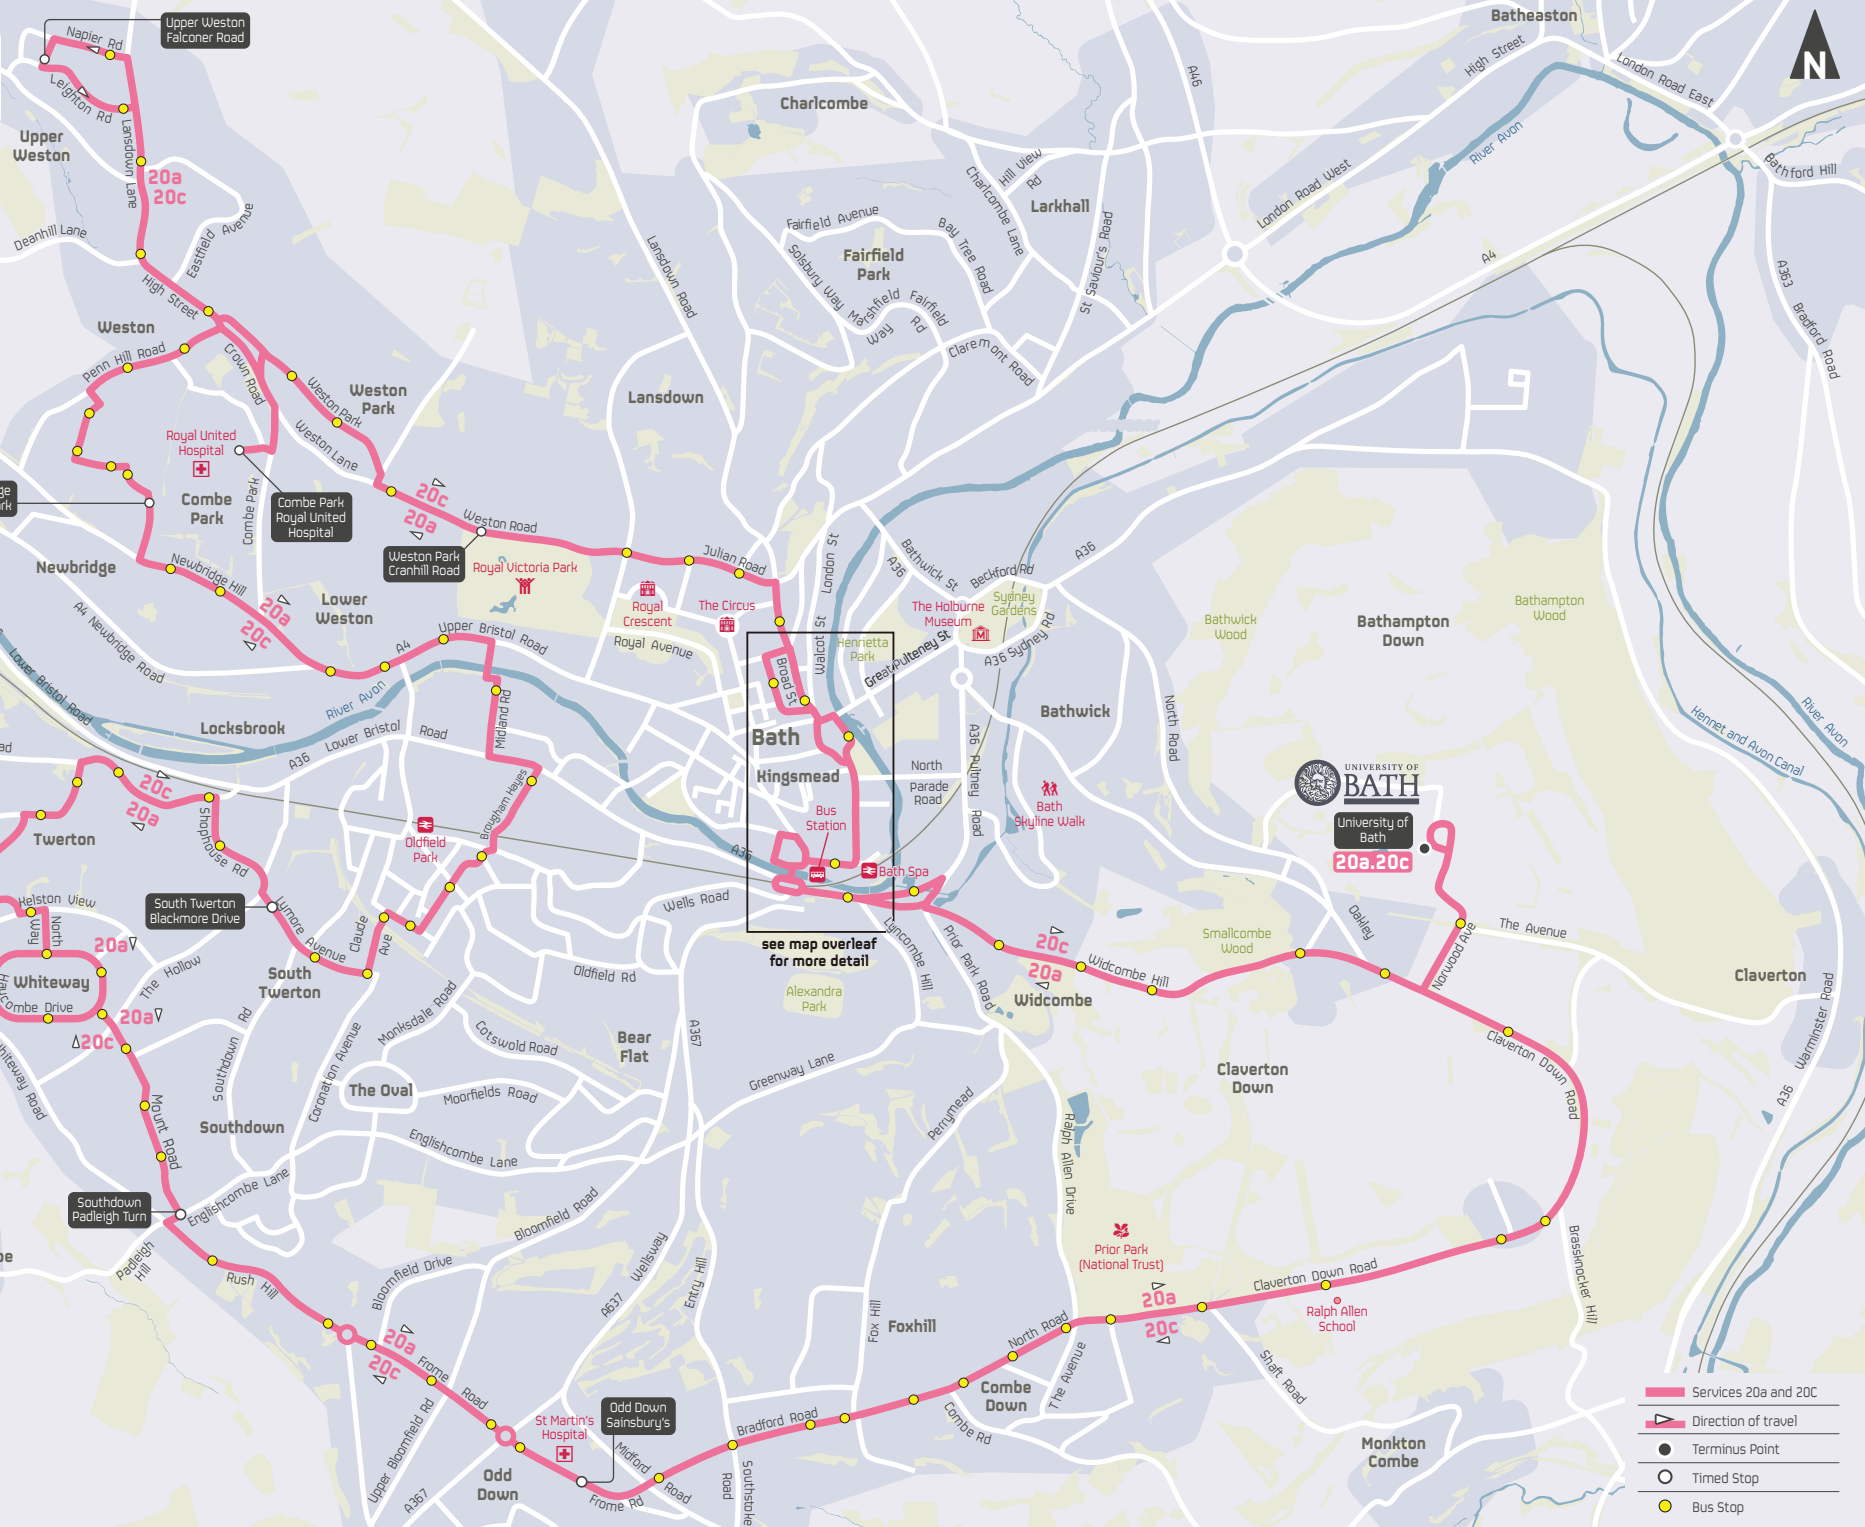 Upper Weston
Falconer Road
Napier Rd
Leighton Rd
Upper
Weston
Lansdown Lane
20a
20c
Deanhill Lane
Eastfield Avenue
High Street
Weston
Penn Hill Road
Crown Road
Weston Park
Weston
Park
Weston Lane
Royal United
Hospital
Combe
Park
Combe Park
Combe Park
Royal United
Hospital
20c
20a
Weston Road
Weston Park
Cranhill Road
Royal Victoria Park
Newbridge
Newbridge Hill
A4 Newbridge Road
Lower
Weston
20a
20c
A4
Upper Bristol Road
Lower Bristol Road
River Avon
Locksbrook
A36
Lower Bristol
Road
Midland Rd
Charlcombe
Lansdown Road
Lansdown
Julian Road
Royal
Crescent
The Circus
Royal Avenue
Fairfield Avenue
Fairfield
Park
Solsbury Way
Marshfield
Way
Fairfield
Rd
Bay Tree Road
Charlcombe Lane
Hill View
Rd
Larkhall
St Saviour's Road
Claremont Road
A46
Batheaston
High Street
London Road East
London Road West
River Avon
Bathford Hill
A4
A363
Bradford Road
N
London St
Walcot St
A36
Bathwick St
Beckford Rd
A36
The Holburne
Museum
Sydney
Gardens
Henrietta
Park
Great Pulteney St
A36 Sydney Rd
Broad St.
Bath
Kingsmead
Bus
Station
North
Parade
Road
A36 Pultney Road
Bathwick
North Road
Bath
Skyline Walk
Bathwick
Wood
Bathampton
Down
Bathampton
Wood
River Avon
Kennet and Avon Canal
UNIVERSITY OF
BATH
University of
Bath
20a.20c
Twerton
20c
20a
Shophouse Rd
Oldfield
Park
Brougham Hayes
A36
Bath Spa
Wells Road
South Twerton
Blackmore Drive
Lymore Avenue
Claude
Ave
Kelston View
North
Way
20a
Whiteway
20a
20c
The Hollow
South
Twerton
see map overleaf
for more detail
Lyncombe Hill
Prior Park Road
20c
20a
Widcombe Hill
Widcombe
Smallcombe
Wood
Oakley
Norwood Ave
The Avenue
Claverton
Warminster Road
A36
Oldfield Rd
Alexandra
Park
Monksdale Road
Cotswold Road
Bear
Flat
A367
Greenway Lane
Southdown Rd
Coronation Avenue
The Oval
Moorfields Road
Southdown
Whiteway Road
Mount Road
Englishcombe Lane
Englishcombe Lane
Perrymead
Ralph Allen Drive
Claverton
Down
Claverton Down Road
Southdown
Padleigh Turn
Padleigh
Hill
Rush Hill
Bloomfield Road
Bloomfield Drive
Wellsway
A637
Entry Hill
Prior Park
(National Trust)
20a
20c
Claverton Down Road
Ralph Allen
School
Brassknocker Hill
20a
20c
Frome Road
Upper Bloomfield Rd
A367
St Martin's
Hospital
Odd Down
Sainsbury's
Odd
Down
Midford Road
Frome Rd
Bradford Road
Fox Hill
Foxhill
North Road
Combe
Down
Combe Rd
The Avenue
Shaft Road
Southstoke
Road
Monkton
Combe
Services 20a and 20C
Direction of travel
Terminus Point
Timed Stop
Bus Stop